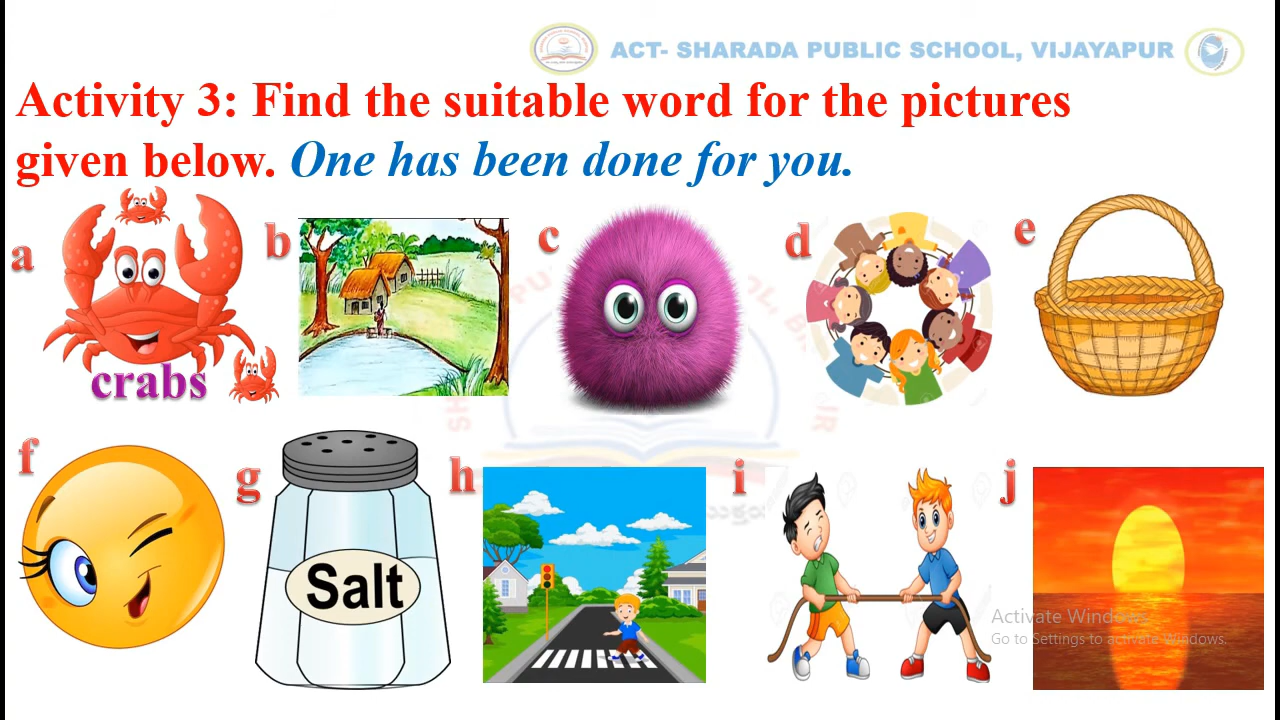 ACT- SHARADA PUBLIC SCHOOL, VIJAYAPUR
Activity 3: Find the suitable word for the pictures
given below. One has been done for you.
a
b
c
d
e
crabs
f
g
h
i
j
Salt
Activate Windows
Go to Settings to activate Windows.